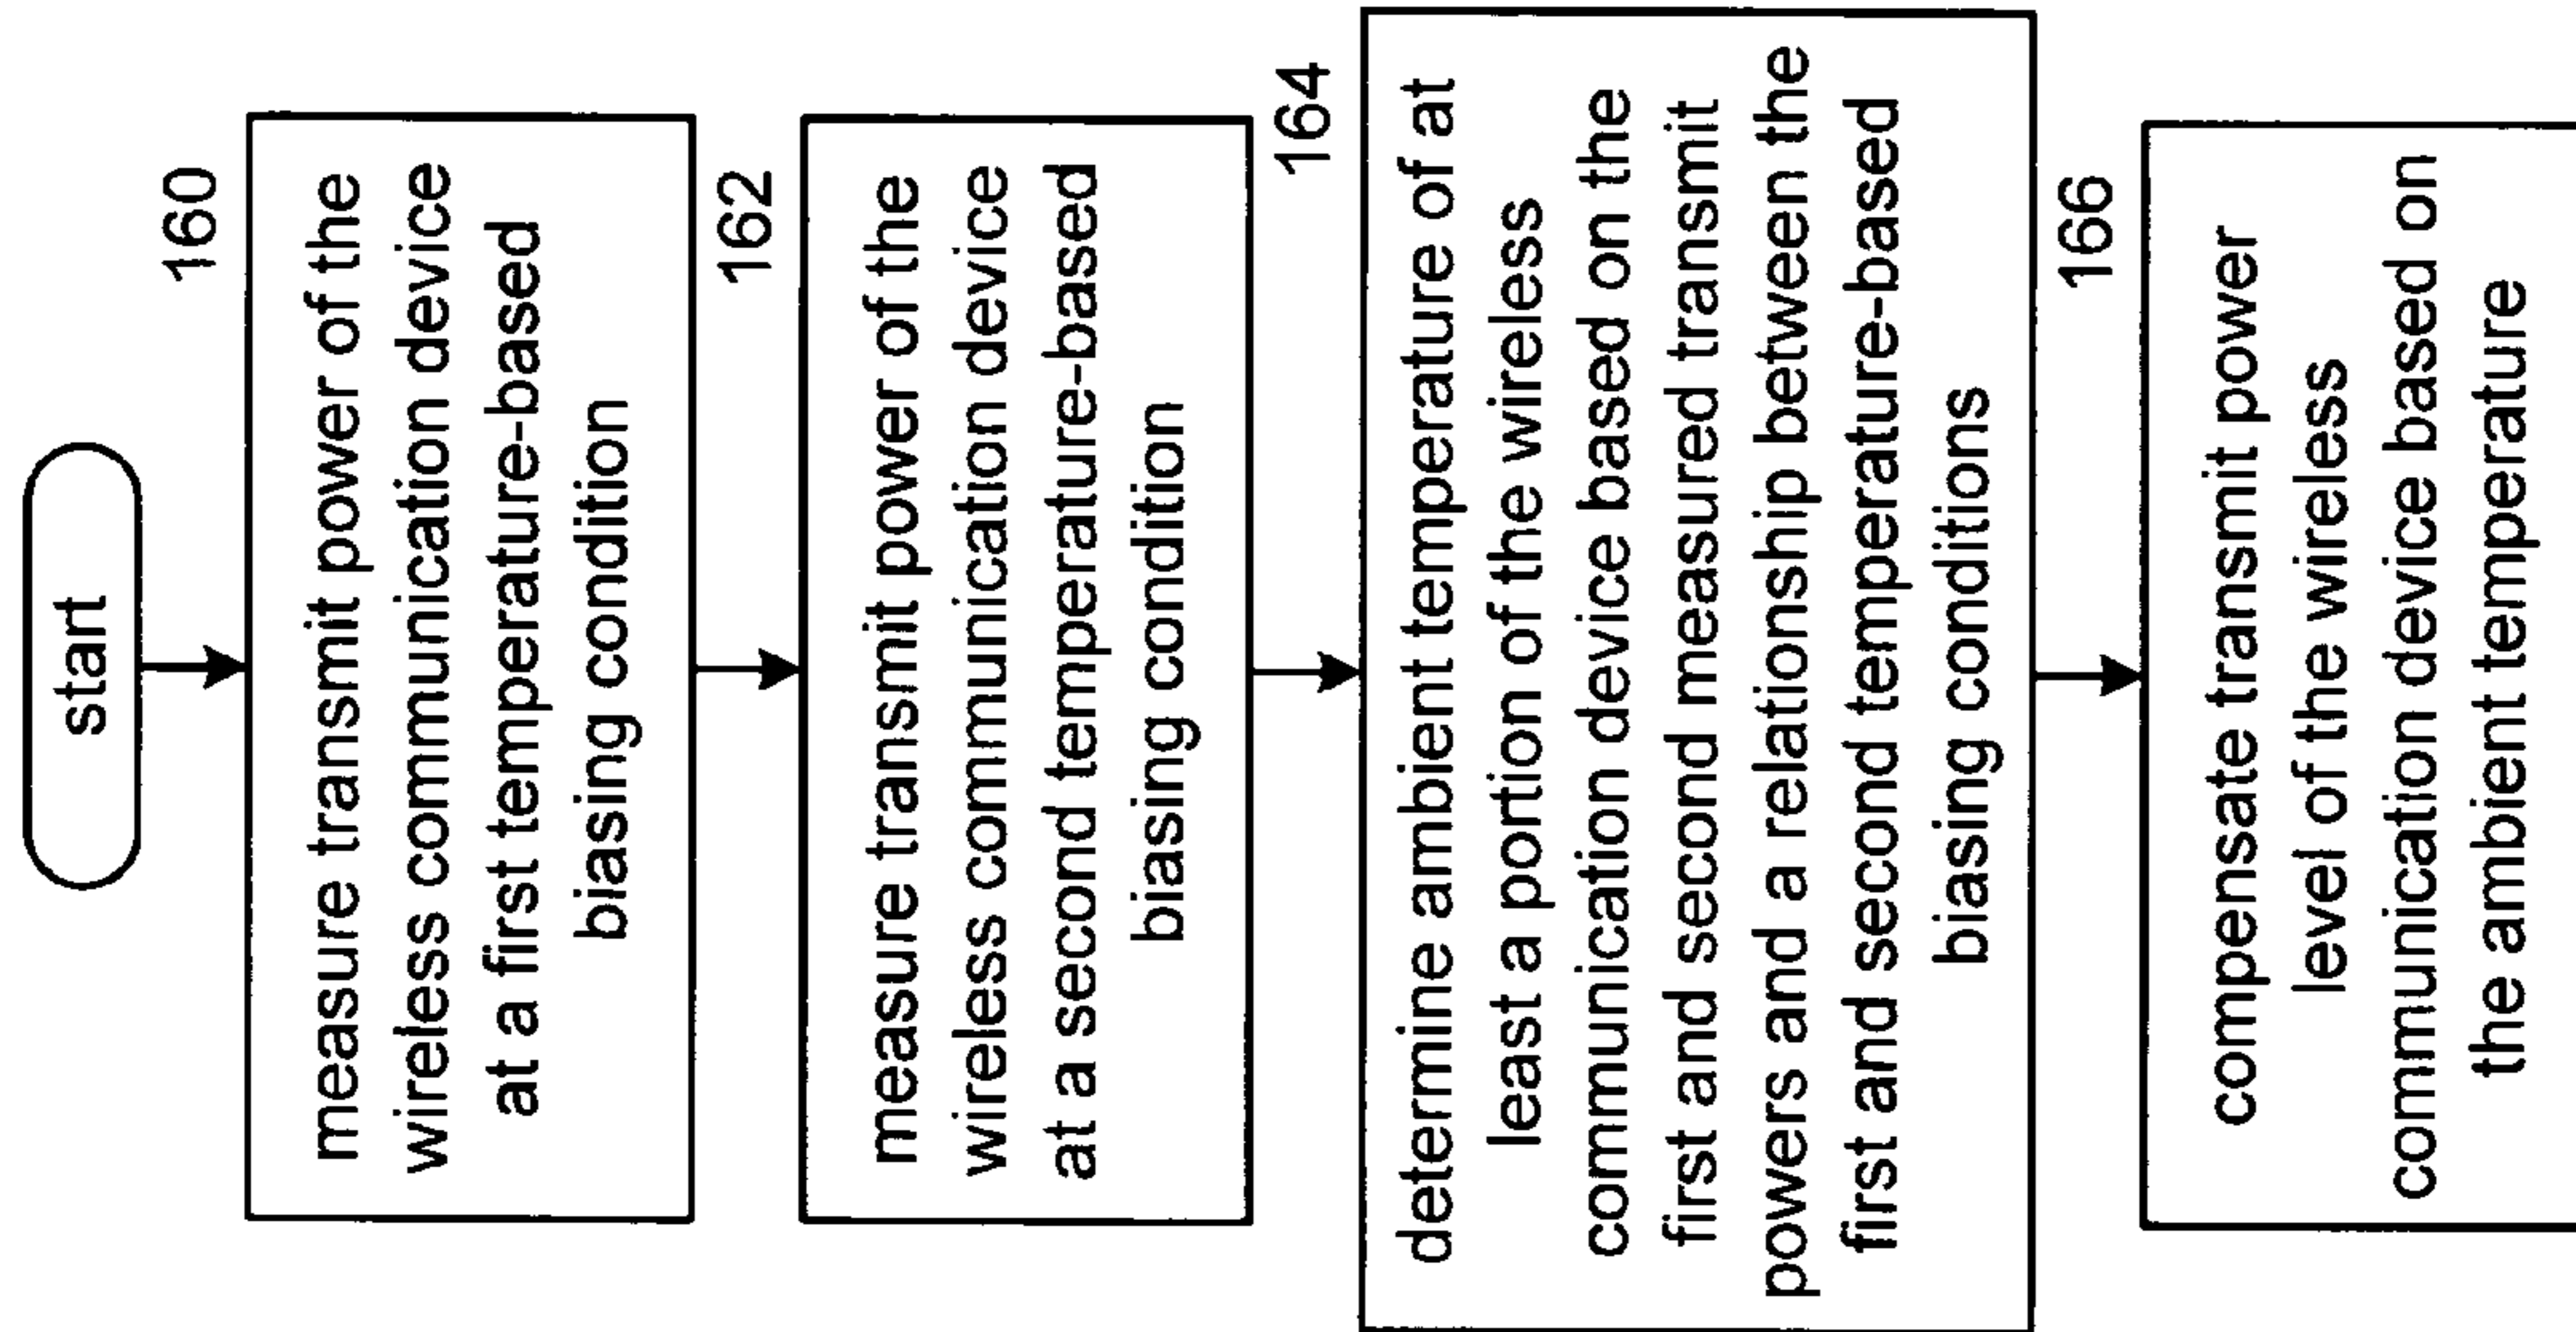 start
160
measure transmit power of the
wireless communication device
at a first temperature-based
biasing condition
162
measure transmit power of the
wireless communication device
at a second temperature-based
biasing condition
164
determine ambient temperature of at
least a portion of the wireless
communication device based on the
first and second measured transmit
powers and a relationship between the
first and second temperature-based
biasing conditions
166
compensate transmit power
level of the wireless
communication device based on
the ambient temperature